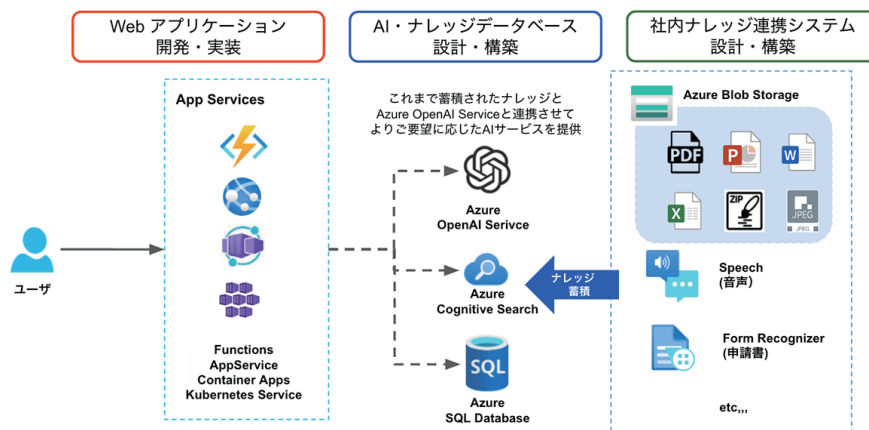 Web アプリケーション
開発・実装
AI・ナレッジデータベース
設計・構築
社内ナレッジ連携システム
設計・構築
App Services
Functions
AppService
Container Apps
Kubernetes Service
ユーザ
これまで蓄積されたナレッジと
Azure OpenAI Serviceと連携させて
よりご要望に応じたAIサービスを提供
Azure
OpenAI Serivce
Azure
Cognitive Search
SQL
Azure
SQL Database
ナレッジ
蓄積
Azure Blob Storage
PDF
P
W
X
ZIP
JPEG
JPEG
Speech
(音声)
Form Recognizer
(申請書)
etc,,,